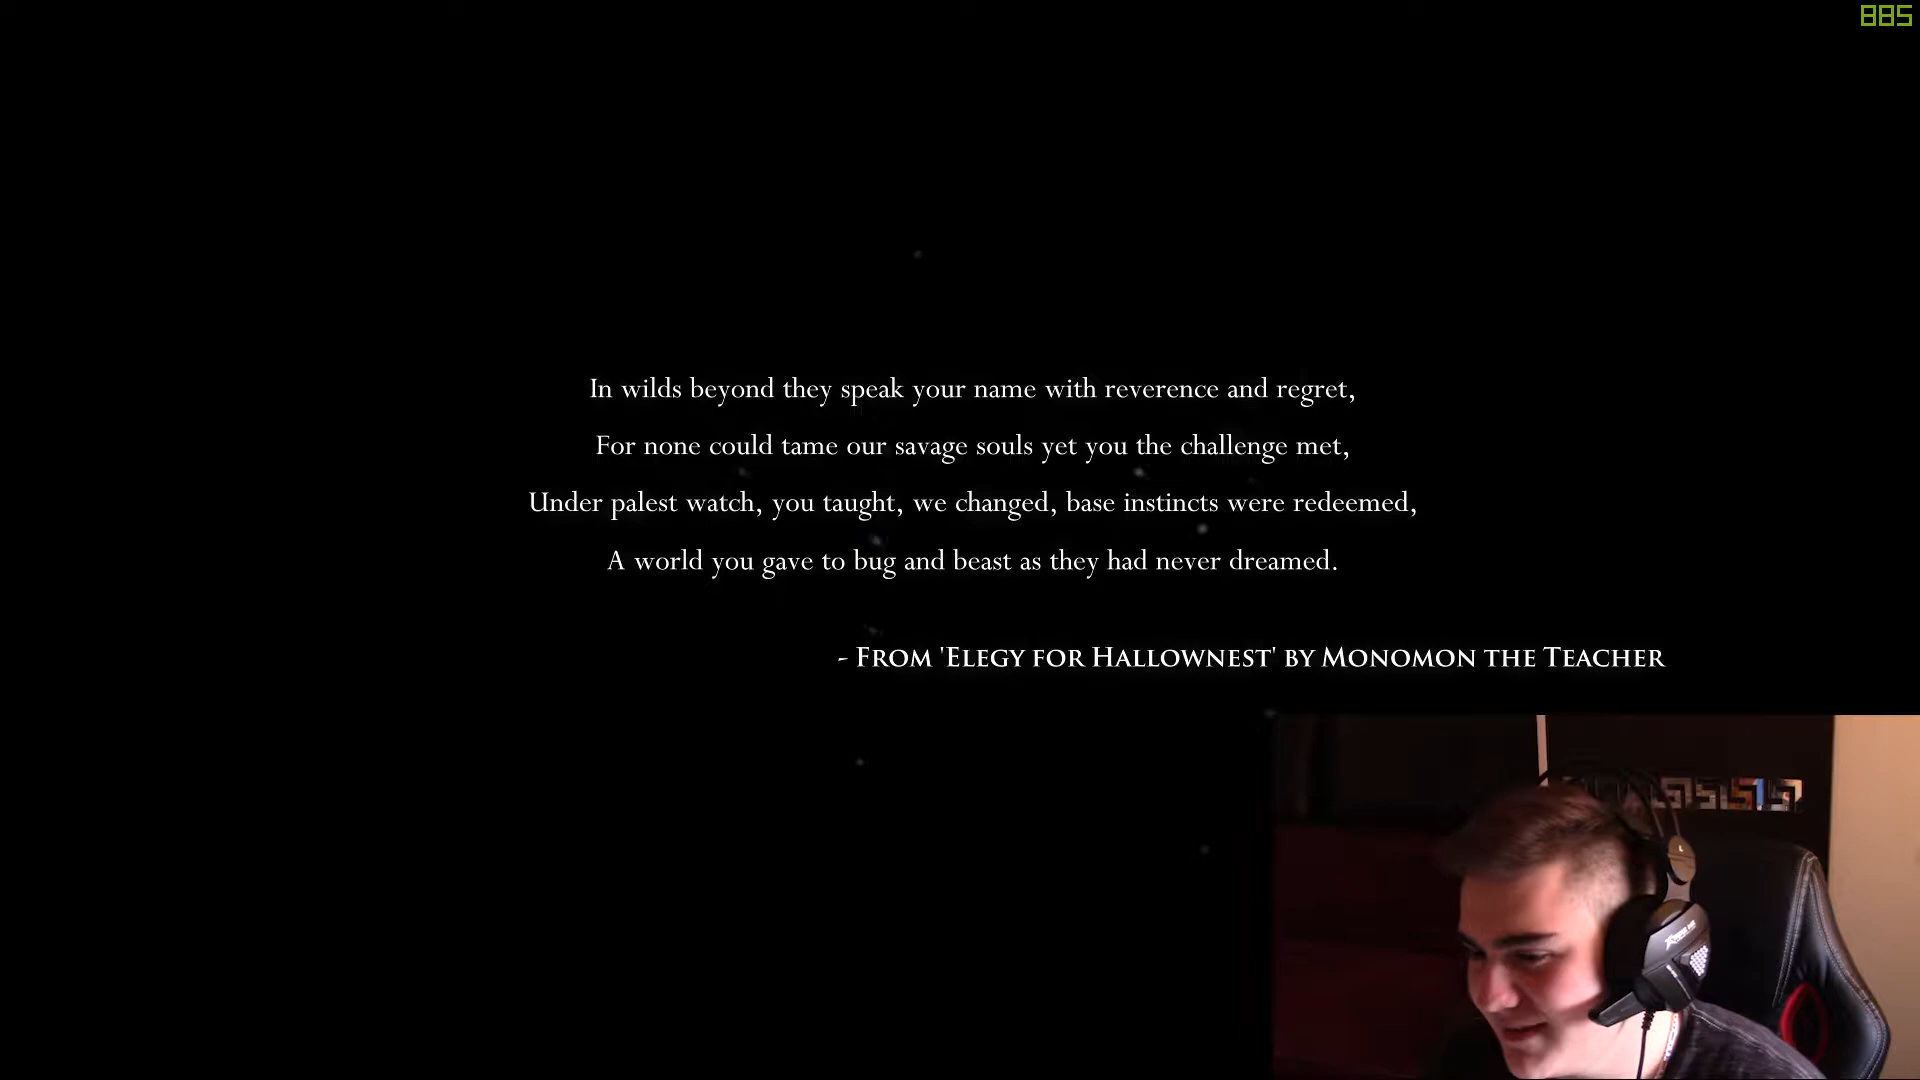 885
In wilds beyond they speak your name with reverence and regret,
For none could tame our savage souls yet you the challenge met,
Under palest watch, you taught, we changed, base instincts were redeemed,
A world you gave to bug and beast as they had never dreamed.
- From 'Elegy for Hallownest' by Monomon the Teacher